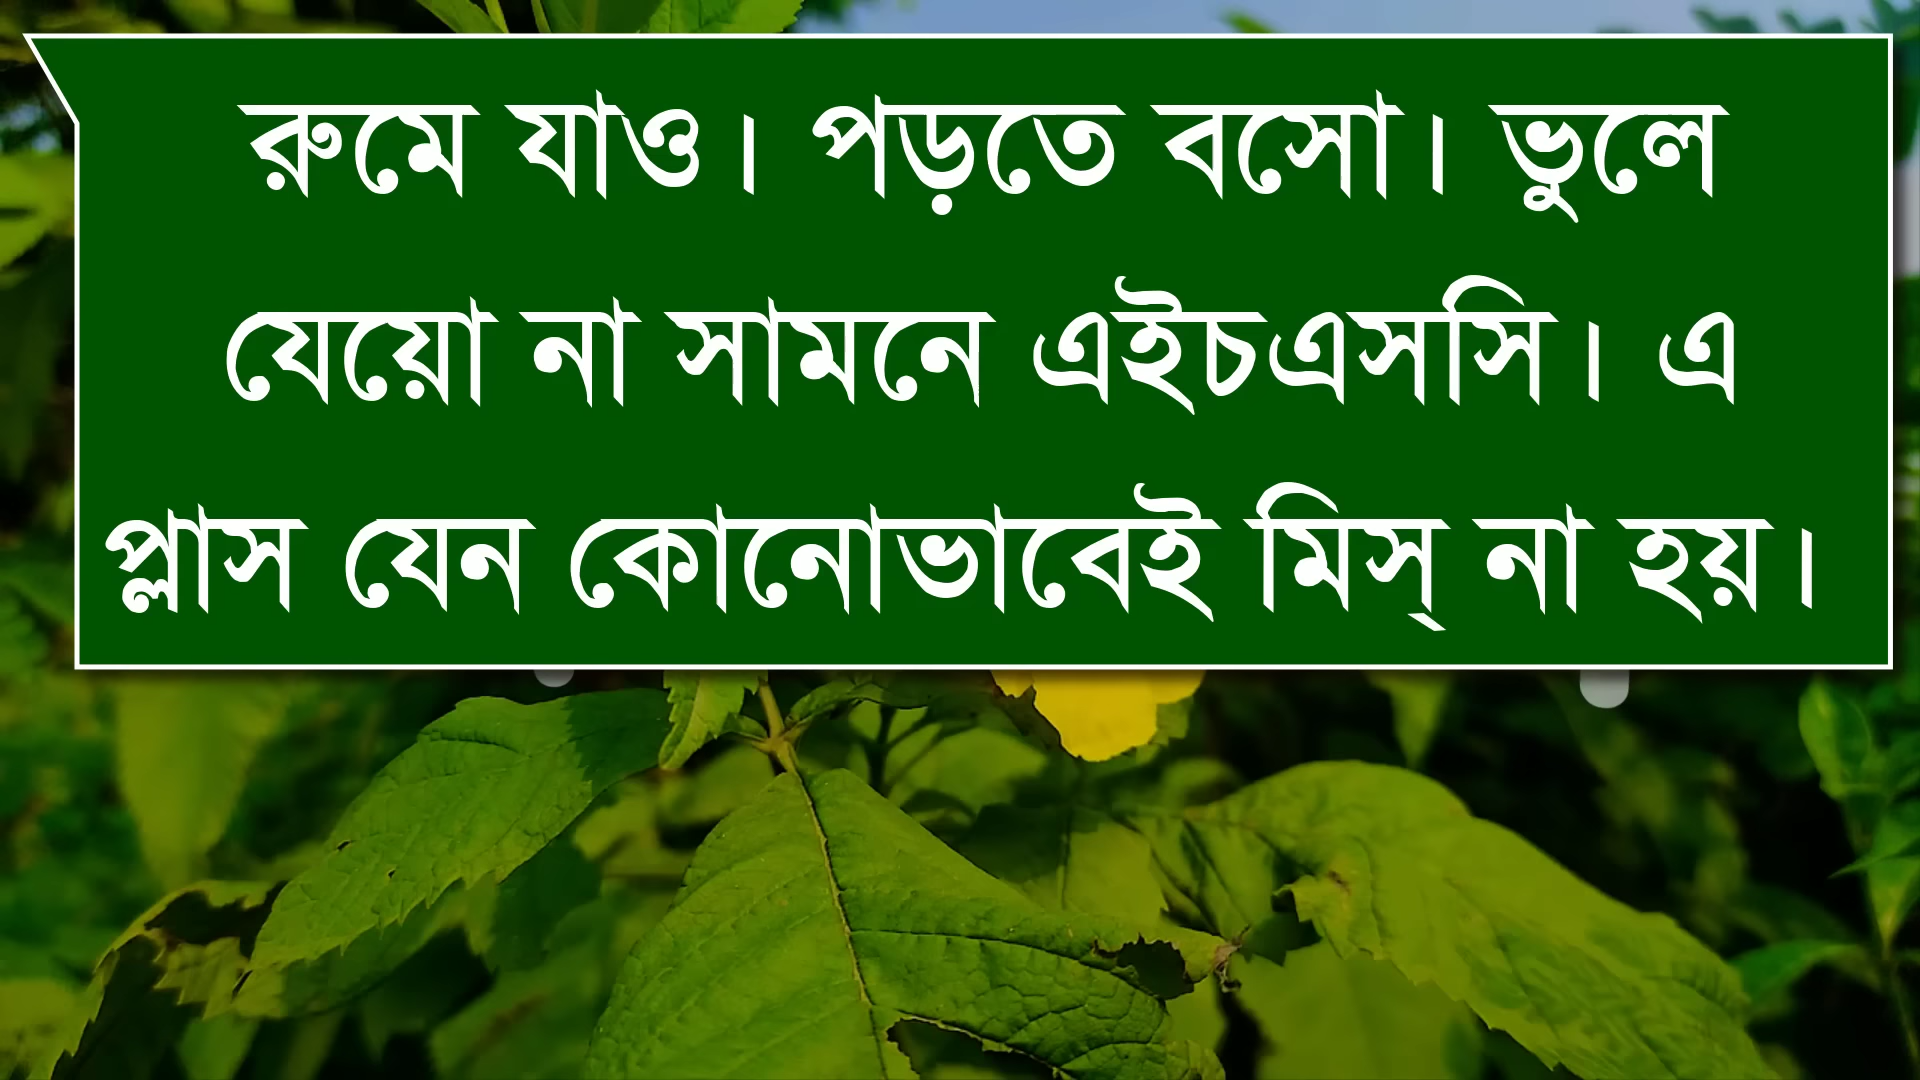 রুমে যাও। পড়তে বসো। ভুলে
যেয়ো না সামনে এইচএসসি। এ
প্লাস যেন কোনোভাবেই মিস্ না হয়।